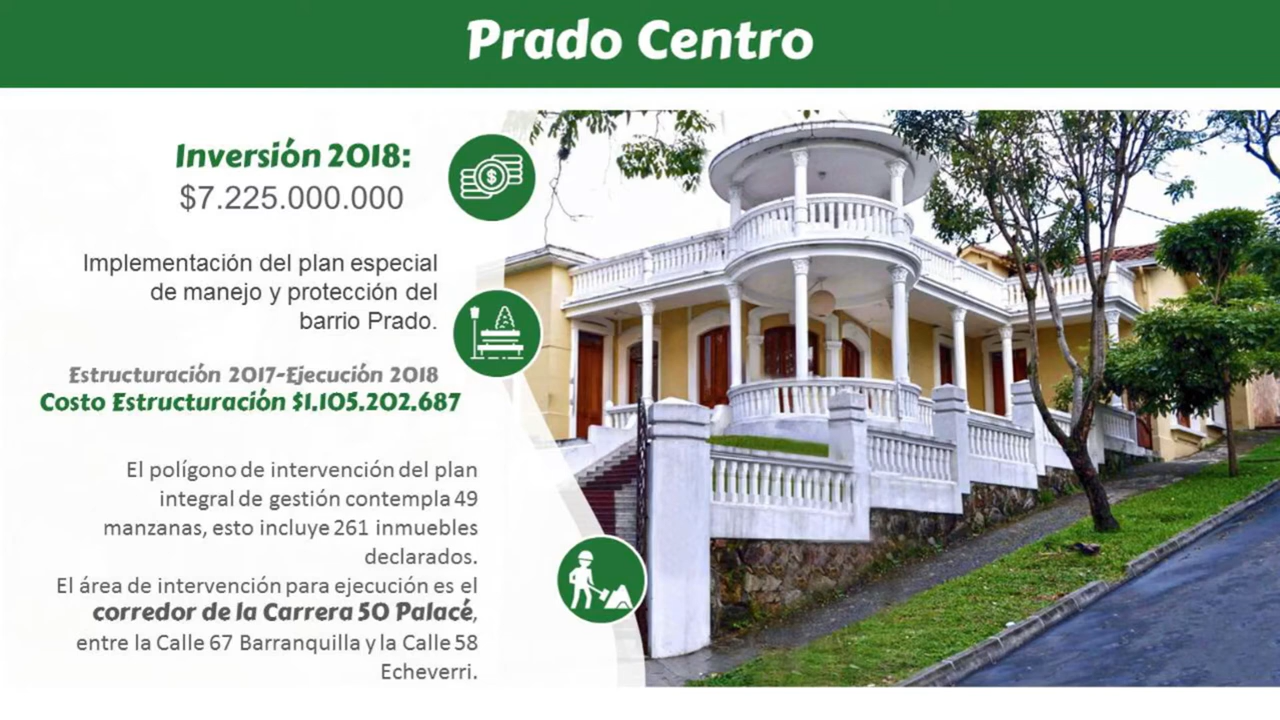 Prado Centro
Inversión 2018:
$7.225.000.000
Implementación del plan especial
de manejo y protección del
barrio Prado.
Estructuración 2017-Ejecución 2018
Costo Estructuración $1.105.202.687
El polígono de intervención del plan
integral de gestión contempla 49
manzanas, esto incluye 261 inmuebles
declarados.
El área de intervención para ejecución es el
corredor de la Carrera 50 Palacé,
entre la Calle 67 Barranquilla y la Calle 58
Echeverri.